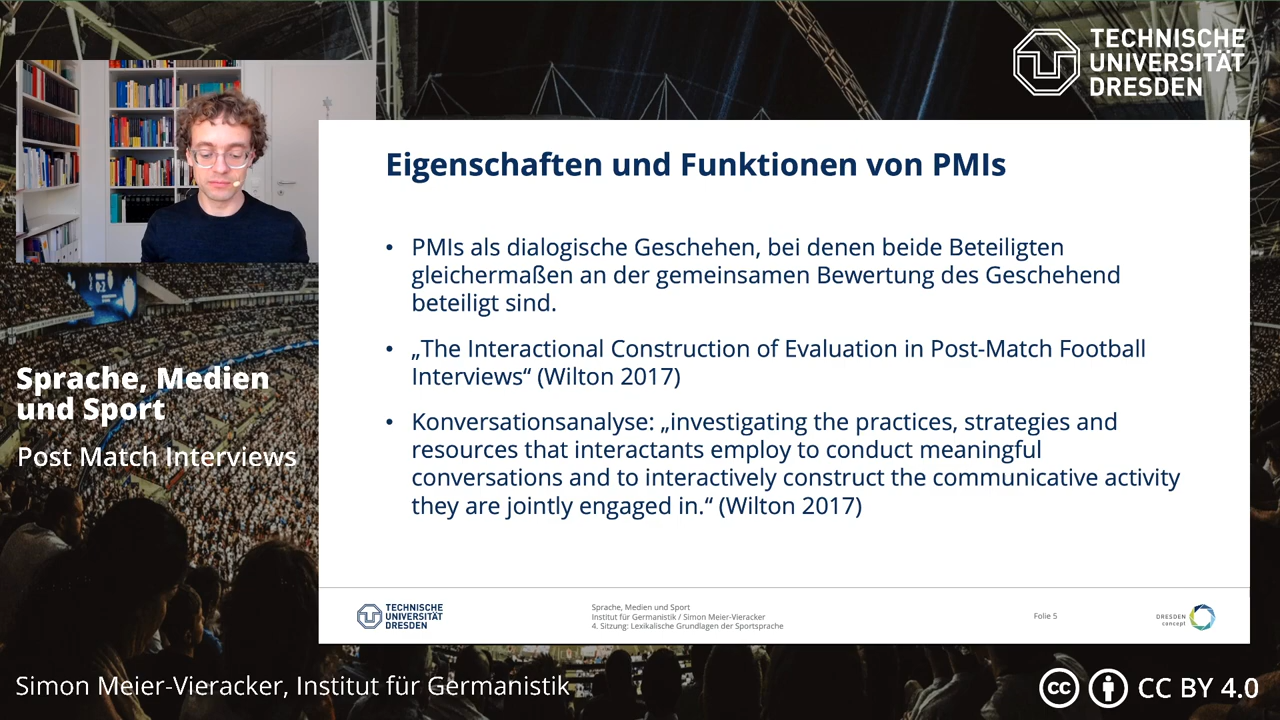 TECHNISCHE
UNIVERSITÄT
DRESDEN
Eigenschaften und Funktionen von PMIs
• PMIs als dialogische Geschehen, bei denen beide Beteiligten
gleichermaßen an der gemeinsamen Bewertung des Geschehend
beteiligt sind.
• „The Interactional Construction of Evaluation in Post-Match Football
Interviews“ (Wilton 2017)
• Konversationsanalyse: „investigating the practices, strategies and
resources that interactants employ to conduct meaningful
conversations and to interactively construct the communicative activity
they are jointly engaged in.“ (Wilton 2017)
Sprache, Medien
und Sport
Post Match Interviews
TECHNISCHE
UNIVERSITÄT
DRESDEN
Sprache, Medien und Sport
Institut für Germanistik / Simon Meier-Vieracker
4. Sitzung: Lexikalische Grundlagen der Sportsprache
Folie 5
DRESDEN
concept
Simon Meier-Vieracker, Institut für Germanistik
cc CC BY 4.0